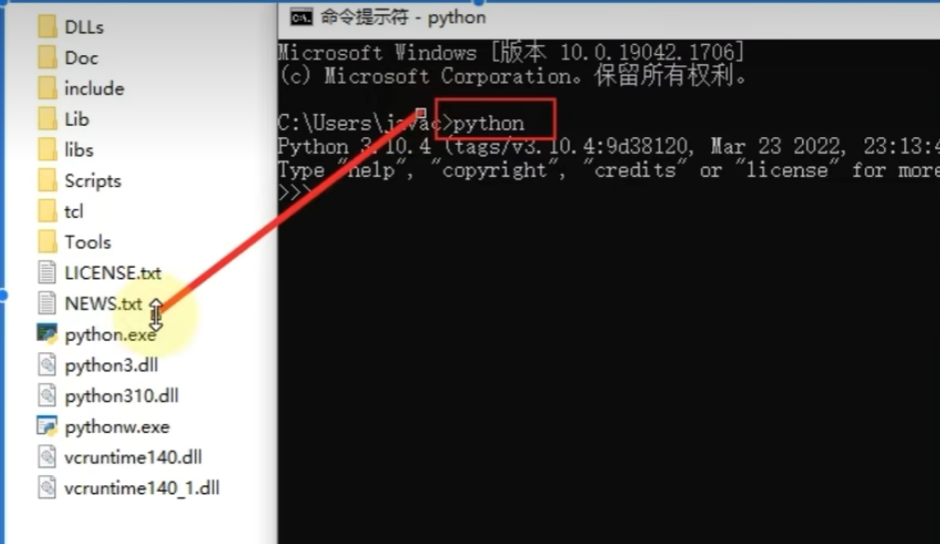 DLLs
Doc
include
Lib
libs
Scripts
tcl
Tools
LICENSE.txt
NEWS.txt
python.exe
python3.dll
python310.dll
pythonw.exe
vcruntime140.dll
vcruntime140_1.dll
命令提示符 - python
Microsoft Windows [版本 10.0.19042.1706]
(c) Microsoft Corporation。保留所有权利。
C:\Users\javac>python
Python 3.10.4 (tags/v3.10.4:9d38120, Mar 23 2022, 23:13:4
Type "help", "copyright", "credits" or "license" for more
>>>